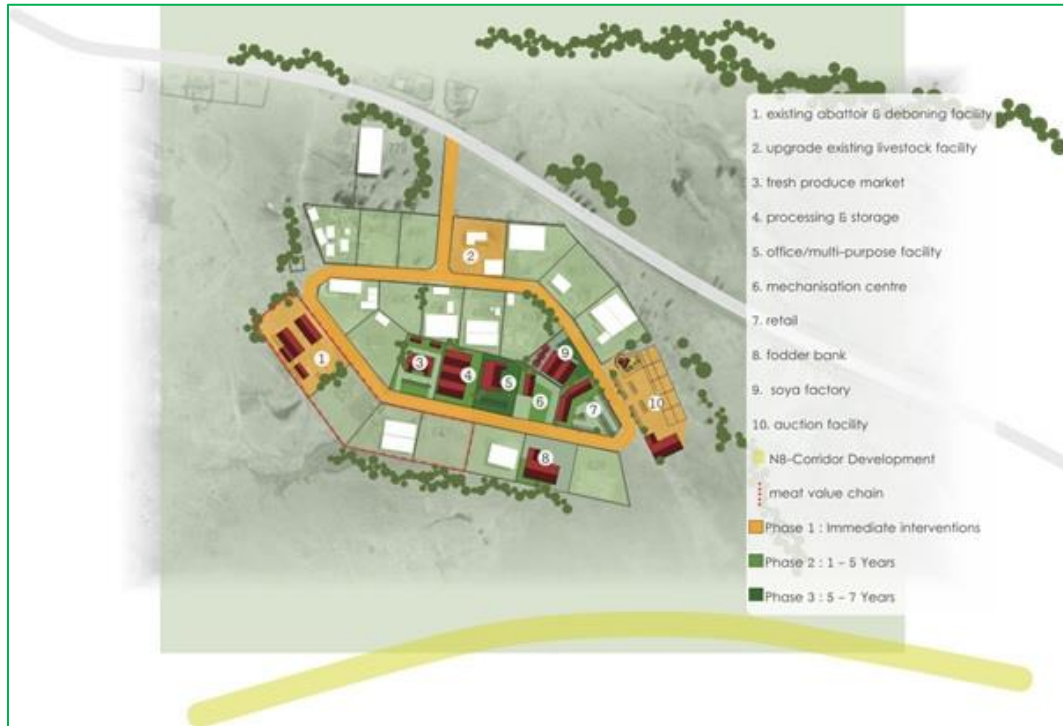 1. existing abattoir & deboning facility
2. upgrade existing livestock facility
3. fresh produce market
4. processing & storage
5. office/multi-purpose facility
6. mechanisation centre
7. retail
8. fodder bank
9. soya factory
10. auction facility
N8-Corridor Development
meat value chain
Phase 1 : Immediate interventions
Phase 2 : 1 – 5 Years
Phase 3 : 5 – 7 Years
2
9
3
1
4
5
6
7
10
8